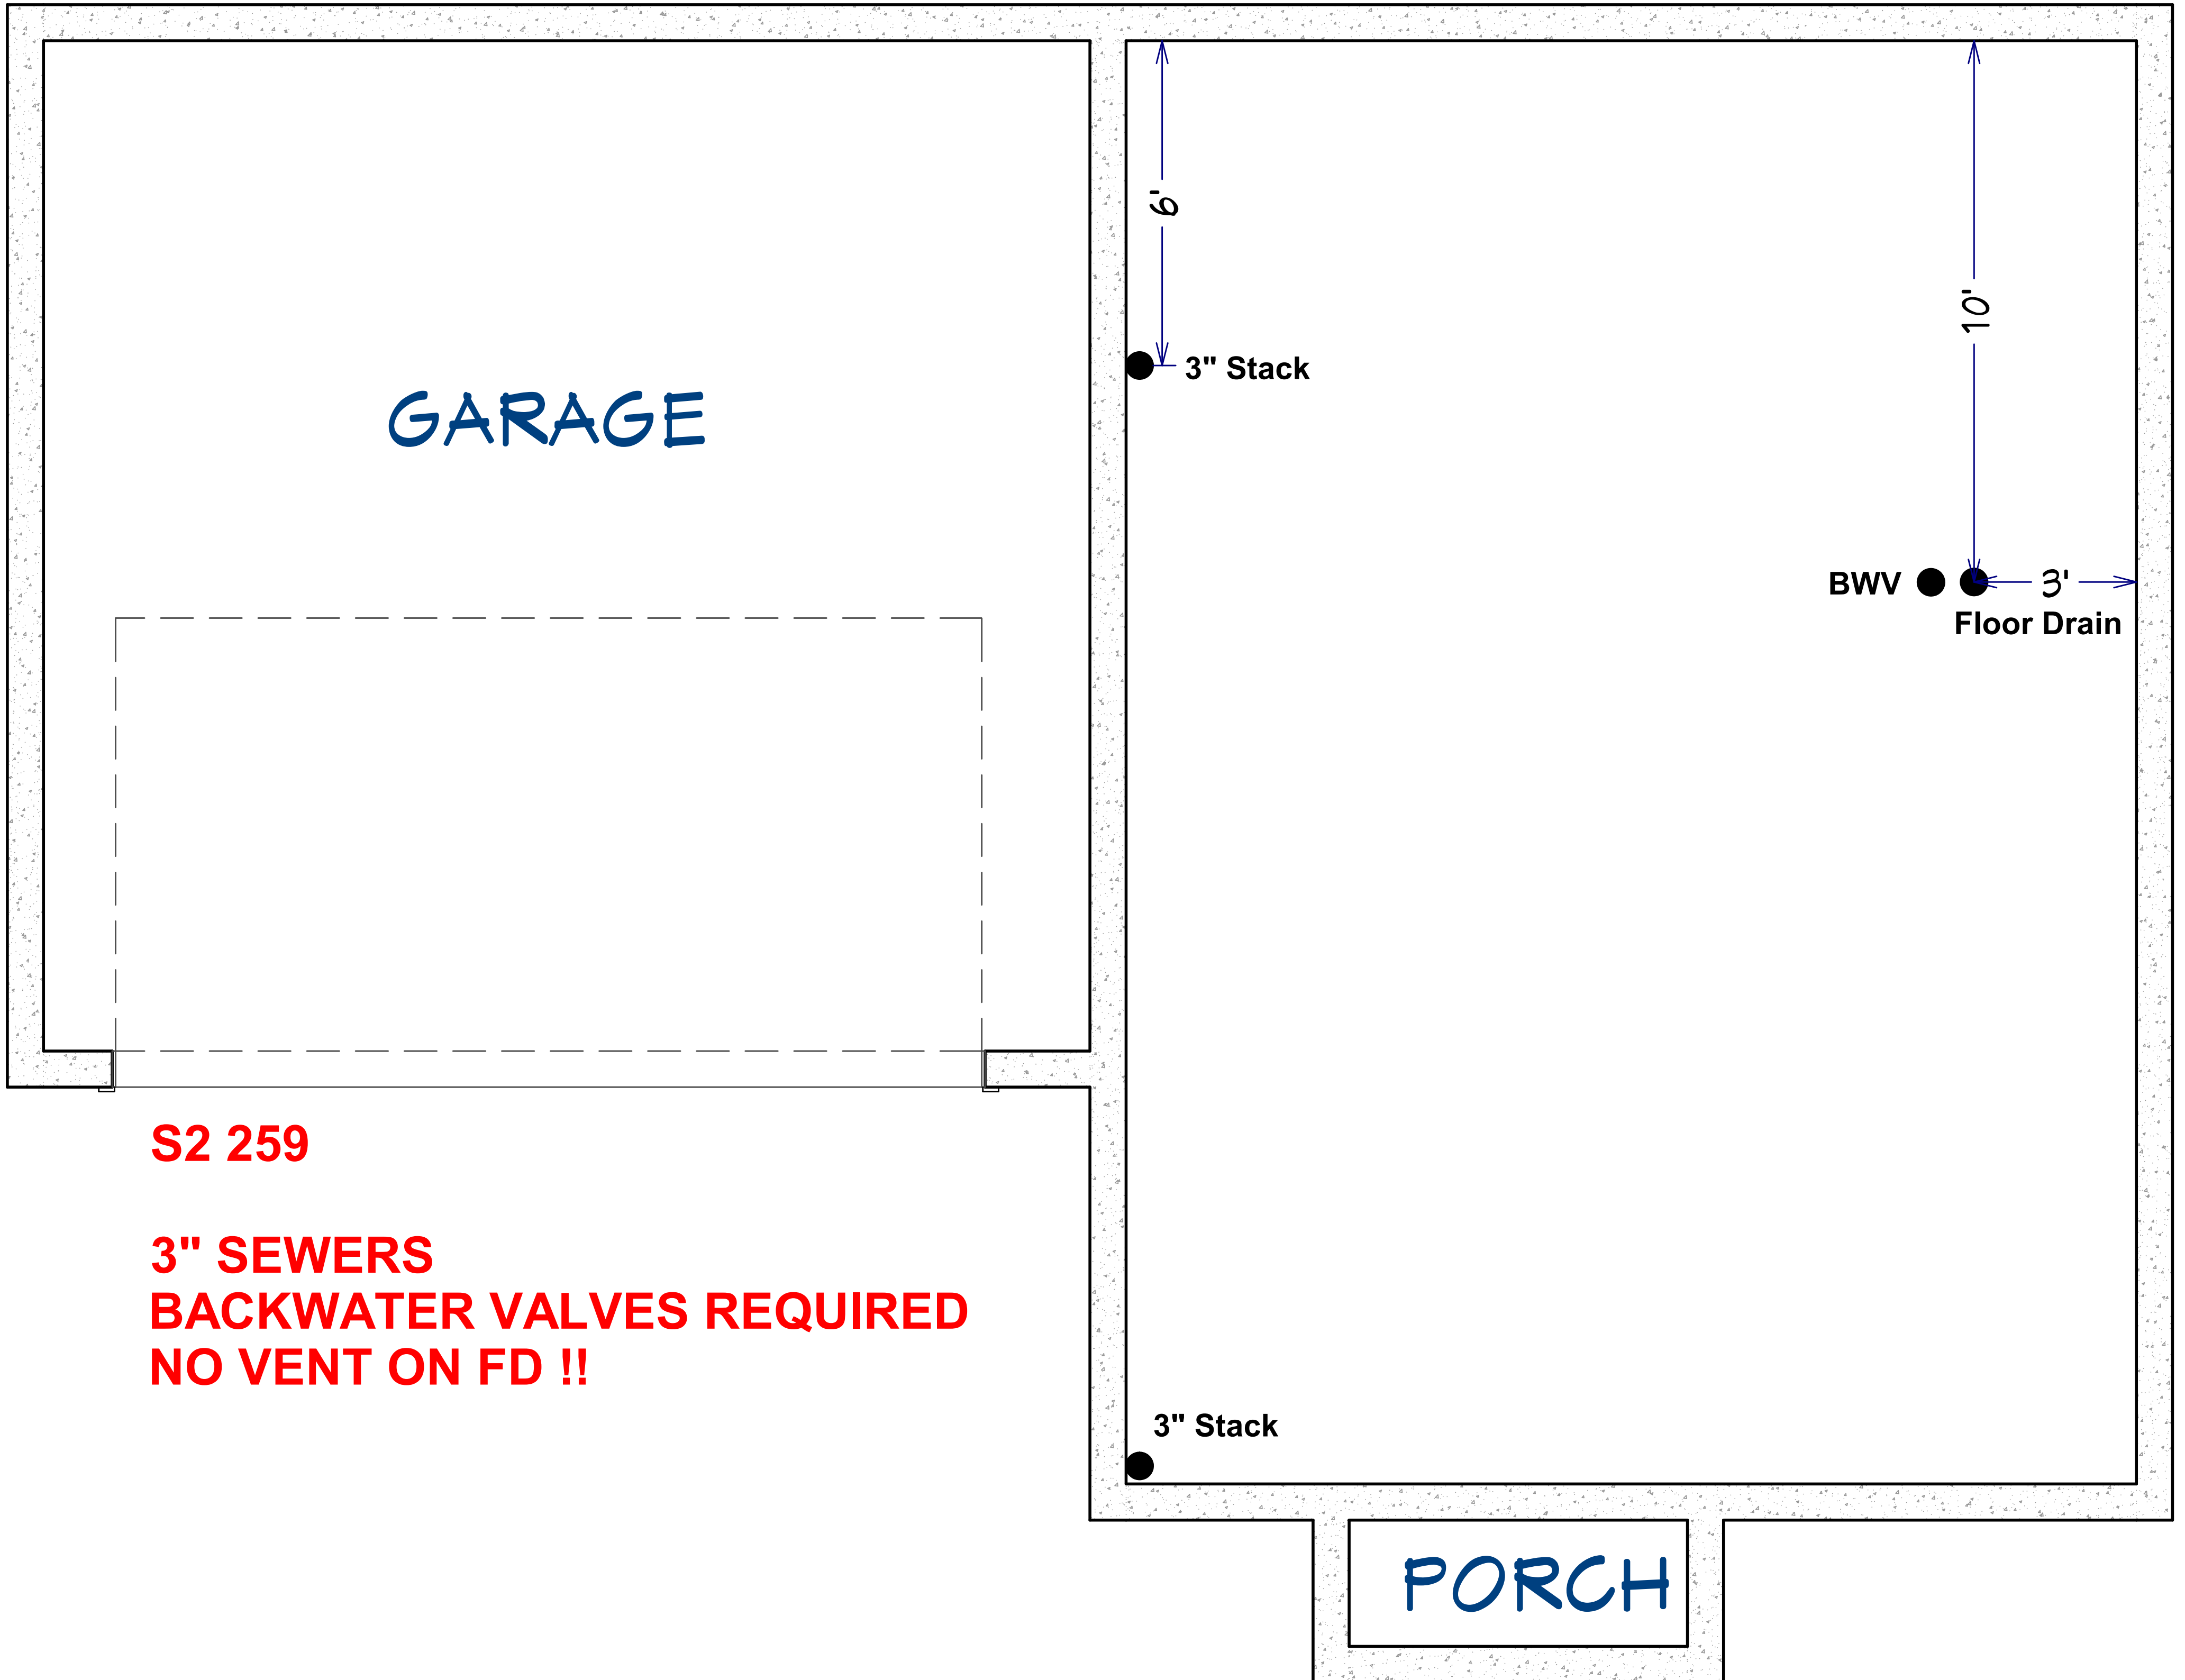 6'
3" Stack
GARAGE
10'
BWV
3'
Floor Drain
S2 259
3" SEWERS
BACKWATER VALVES REQUIRED
NO VENT ON FD !!
3" Stack
PORCH